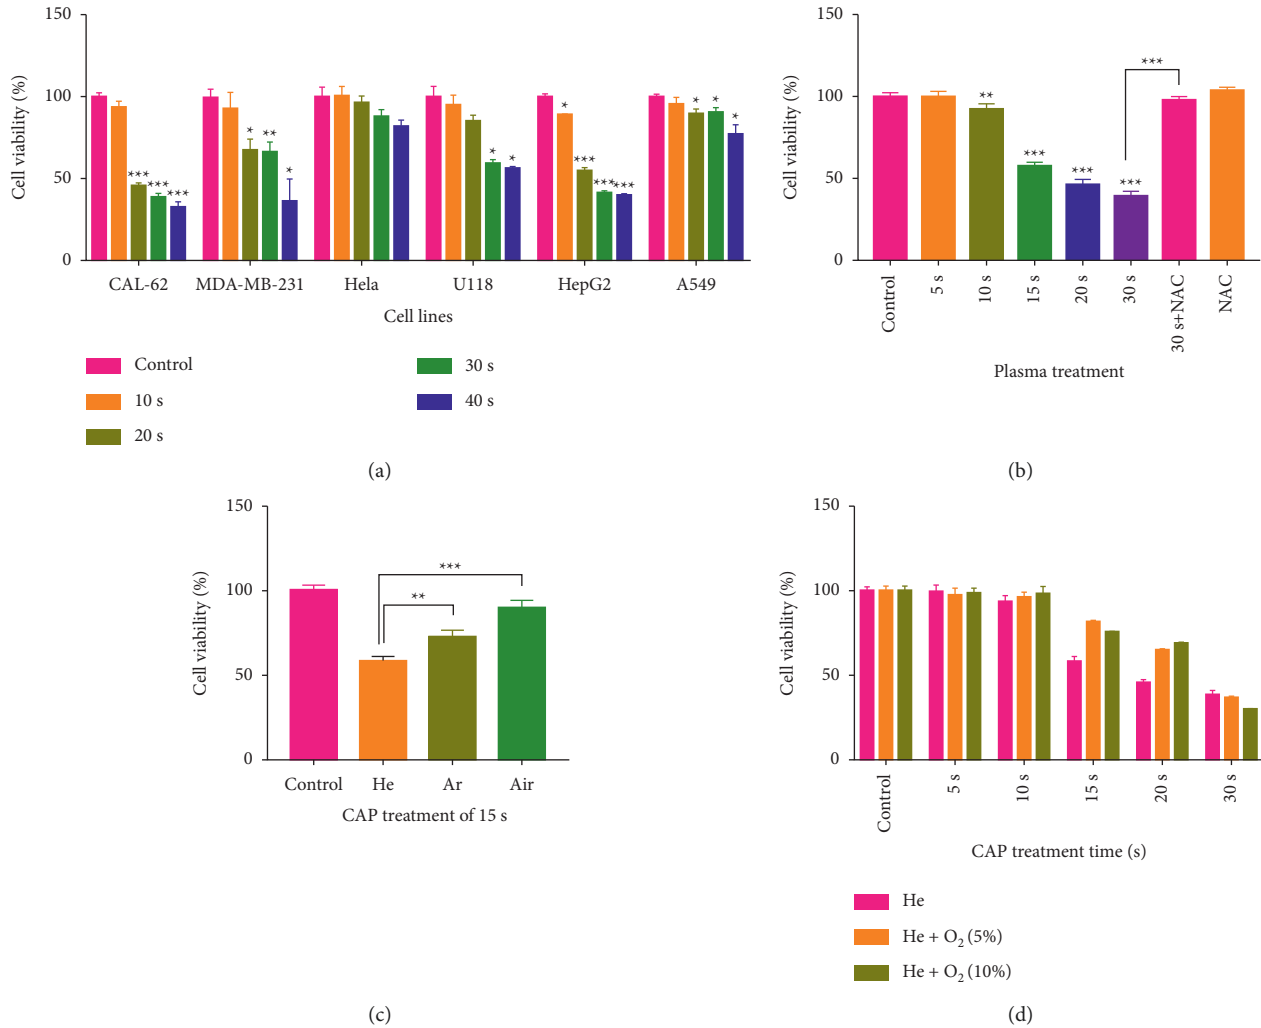 150
100
50
0
Cell viability (%)
***
***
***
*
**
*
*
*
*
***
***
***
*
*
*
CAL-62 MDA-MB-231 Hela U118 HepG2 A549
Cell lines
Control
10 s
20 s
30 s
40 s
(a)
150
100
50
0
Cell viability (%)
**
***
***
***
***
Control 5 s 10 s 15 s 20 s 30 s 30 s+NAC NAC
Plasma treatment
(b)
150
100
50
0
Cell viability (%)
***
**
Control He Ar Air
CAP treatment of 15 s
(c)
150
100
50
0
Cell viability (%)
Control 5 s 10 s 15 s 20 s 30 s
CAP treatment time (s)
He
He + O₂ (5%)
He + O₂ (10%)
(d)